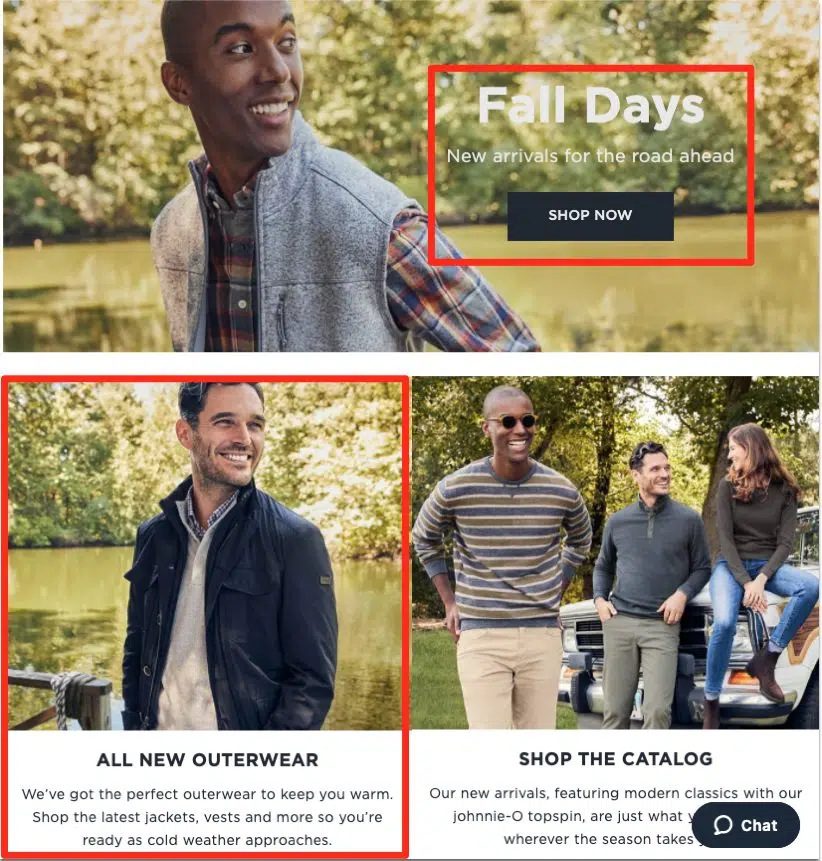 Fall Days
New arrivals for the road ahead
SHOP NOW
ALL NEW OUTERWEAR
We've got the perfect outerwear to keep you warm.
Shop the latest jackets, vests and more so you're
ready as cold weather approaches.
SHOP THE CATALOG
Our new arrivals, featuring modern classics with our
johnnie-O topspin, are just what
wherever the season takes
Chat